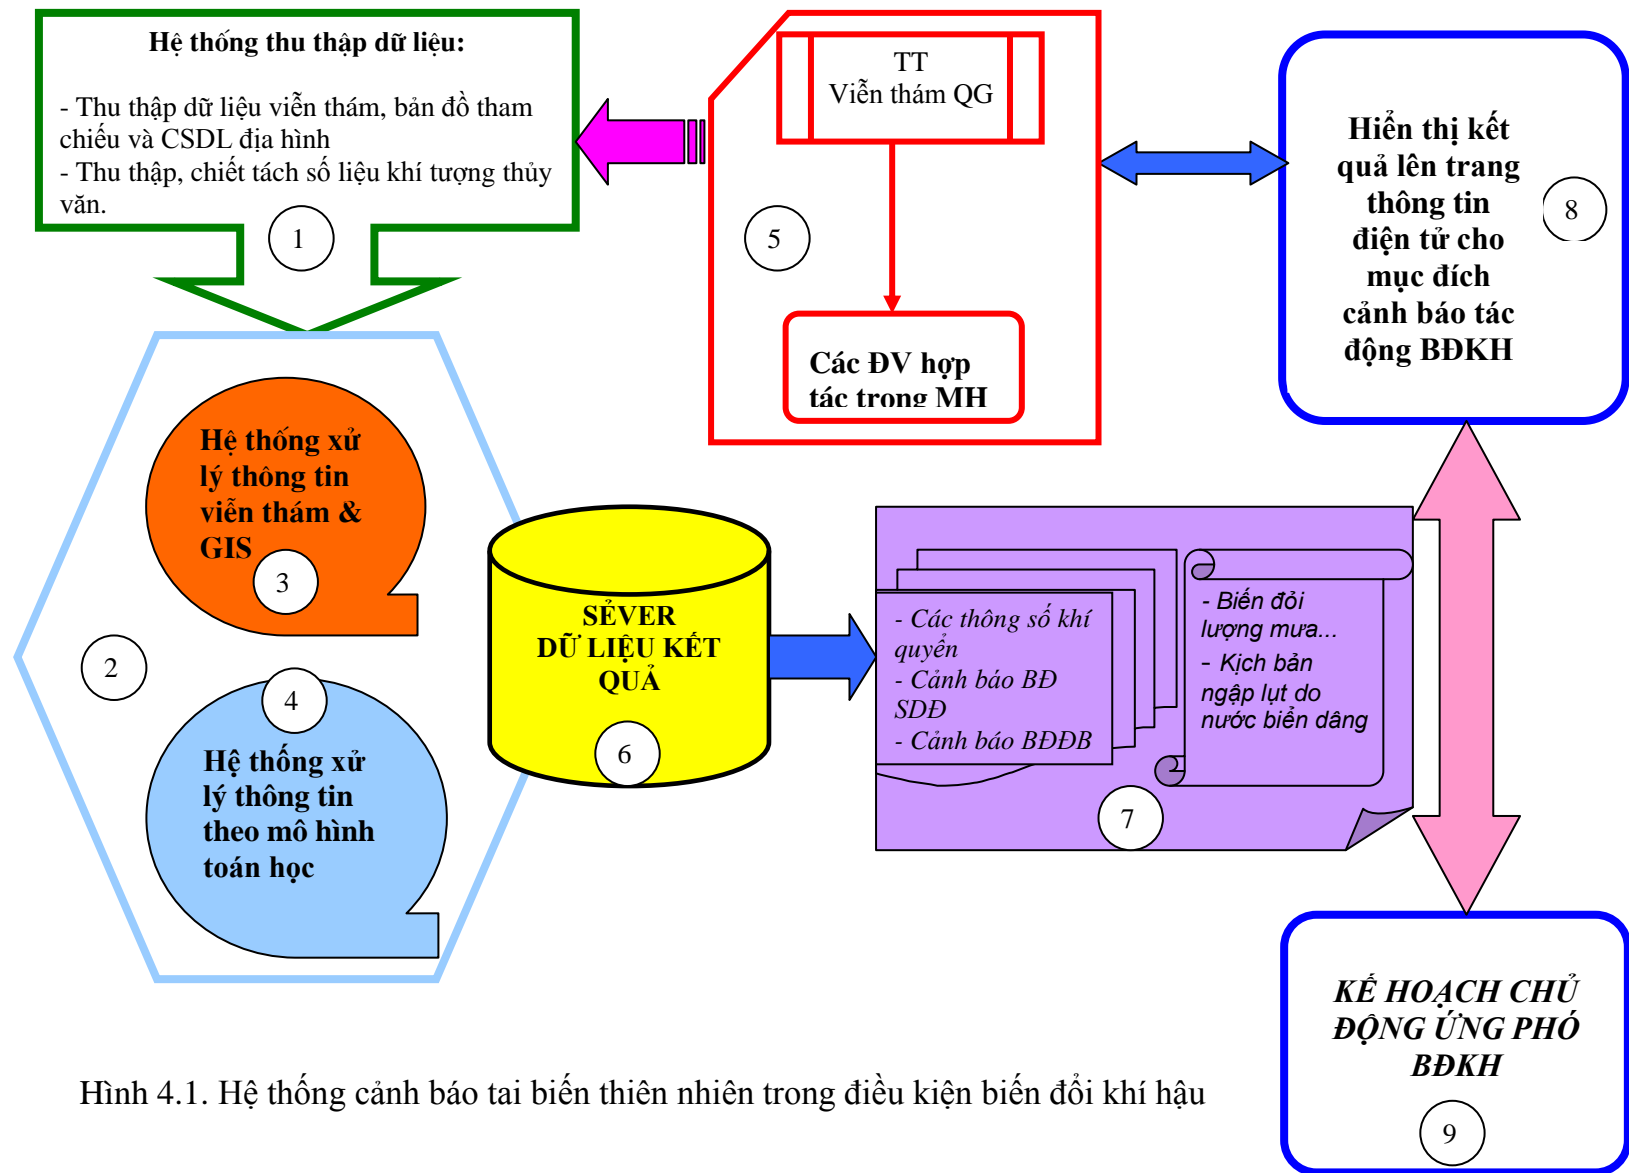 Hệ thống thu thập dữ liệu:
- Thu thập dữ liệu viễn thám, bản đồ tham
chiếu và CSDL địa hình
- Thu thập, chiết tách số liệu khí tượng thủy
văn.
1
TT
Viễn thám QG
5
Các ĐV hợp
tác trong MH
Hiển thị kết
quả lên trang
thông tin
điện tử cho
mục đích
cảnh báo tác
động BĐKH
8
Hệ thống xử
lý thông tin
viễn thám &
GIS
3
2
4
Hệ thống xử
lý thông tin
theo mô hình
toán học
SẺVER
DỮ LIỆU KẾT
QUẢ
6
- Các thông số khí
quyển
- Cảnh báo BĐ
SDĐ
- Cảnh báo BĐĐB
- Biến đỏi
lượng mưa...
- Kịch bản
ngập lụt do
nước biển dâng
7
KẾ HOẠCH CHỦ
ĐỘNG ỨNG PHÓ
BĐKH
9
Hình 4.1. Hệ thống cảnh báo tai biến thiên nhiên trong điều kiện biến đổi khí hậu